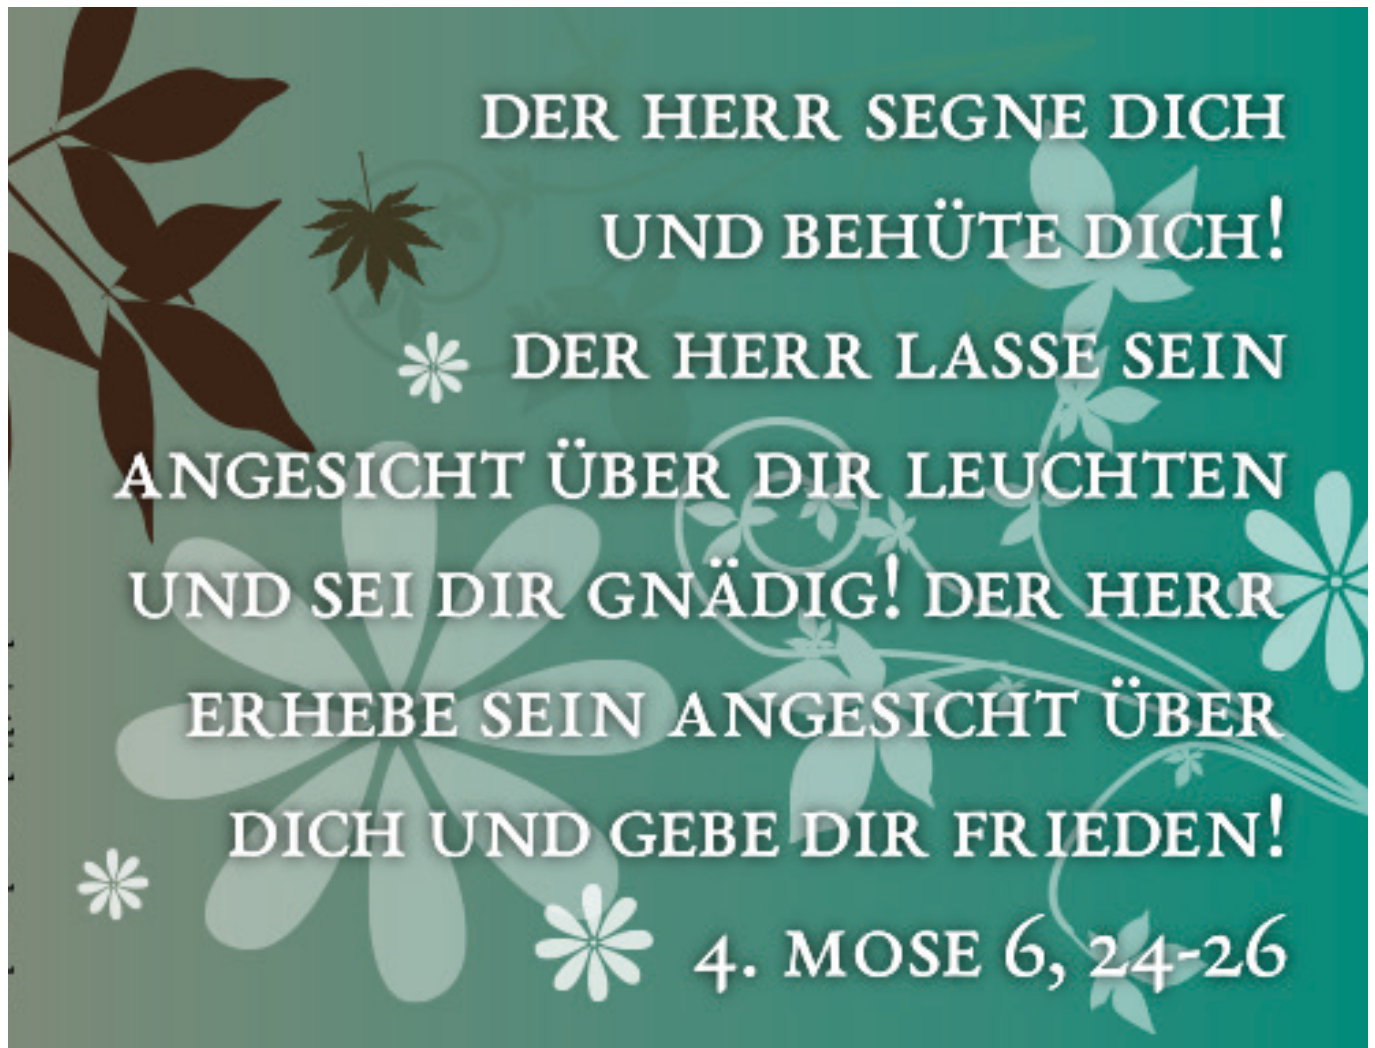 DER HERR SEGNE DICH
UND BEHÜTE DICH!
DER HERR LASSE SEIN
ANGESICHT ÜBER DIR LEUCHTEN
UND SEI DIR GNÄDIG! DER HERR
ERHEBE SEIN ANGESICHT ÜBER
DICH UND GEBE DIR FRIEDEN!
4. MOSE 6, 24-26